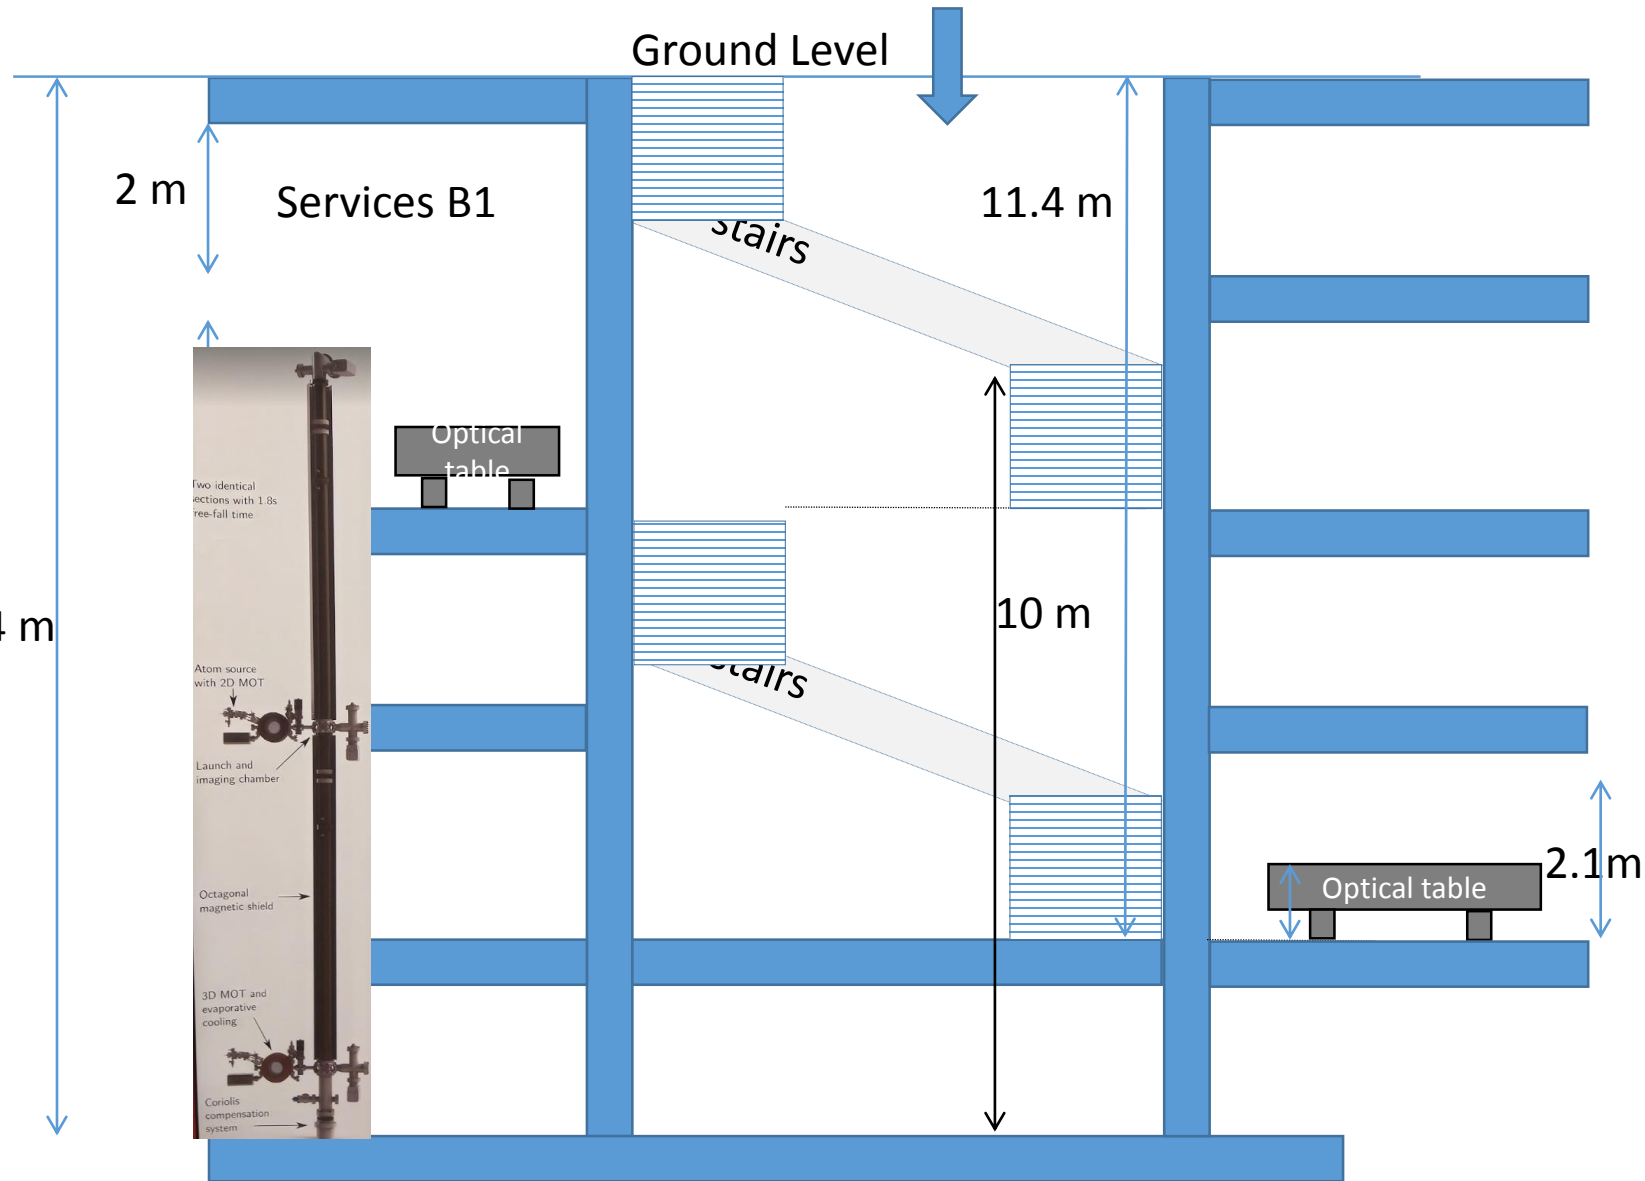 Ground Level
2 m
Services B1
11.4 m
stairs
Optical
table
Two identical
sections with 1.8s
free-fall time
4 m
10 m
stairs
Atom source
with 2D MOT
Launch and
imaging chamber
Octagonal
magnetic shield
2.1m
Optical table
3D MOT and
evaporative
cooling
Coriolis
compensation
system